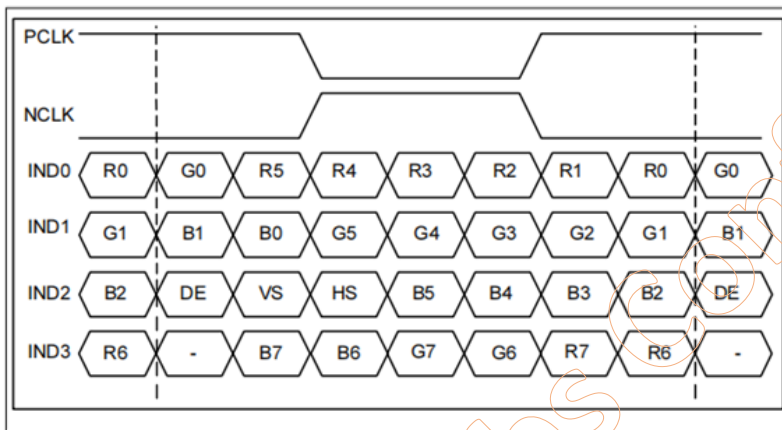 PCLK
NCLK
IND0 R0 G0 R5 R4 R3 R2 R1 R0 G0
IND1 G1 B1 B0 G5 G4 G3 G2 G1 B1
IND2 B2 DE VS HS B5 B4 B3 B2 DE
IND3 R6 - B7 B6 G7 G6 R7 R6 -